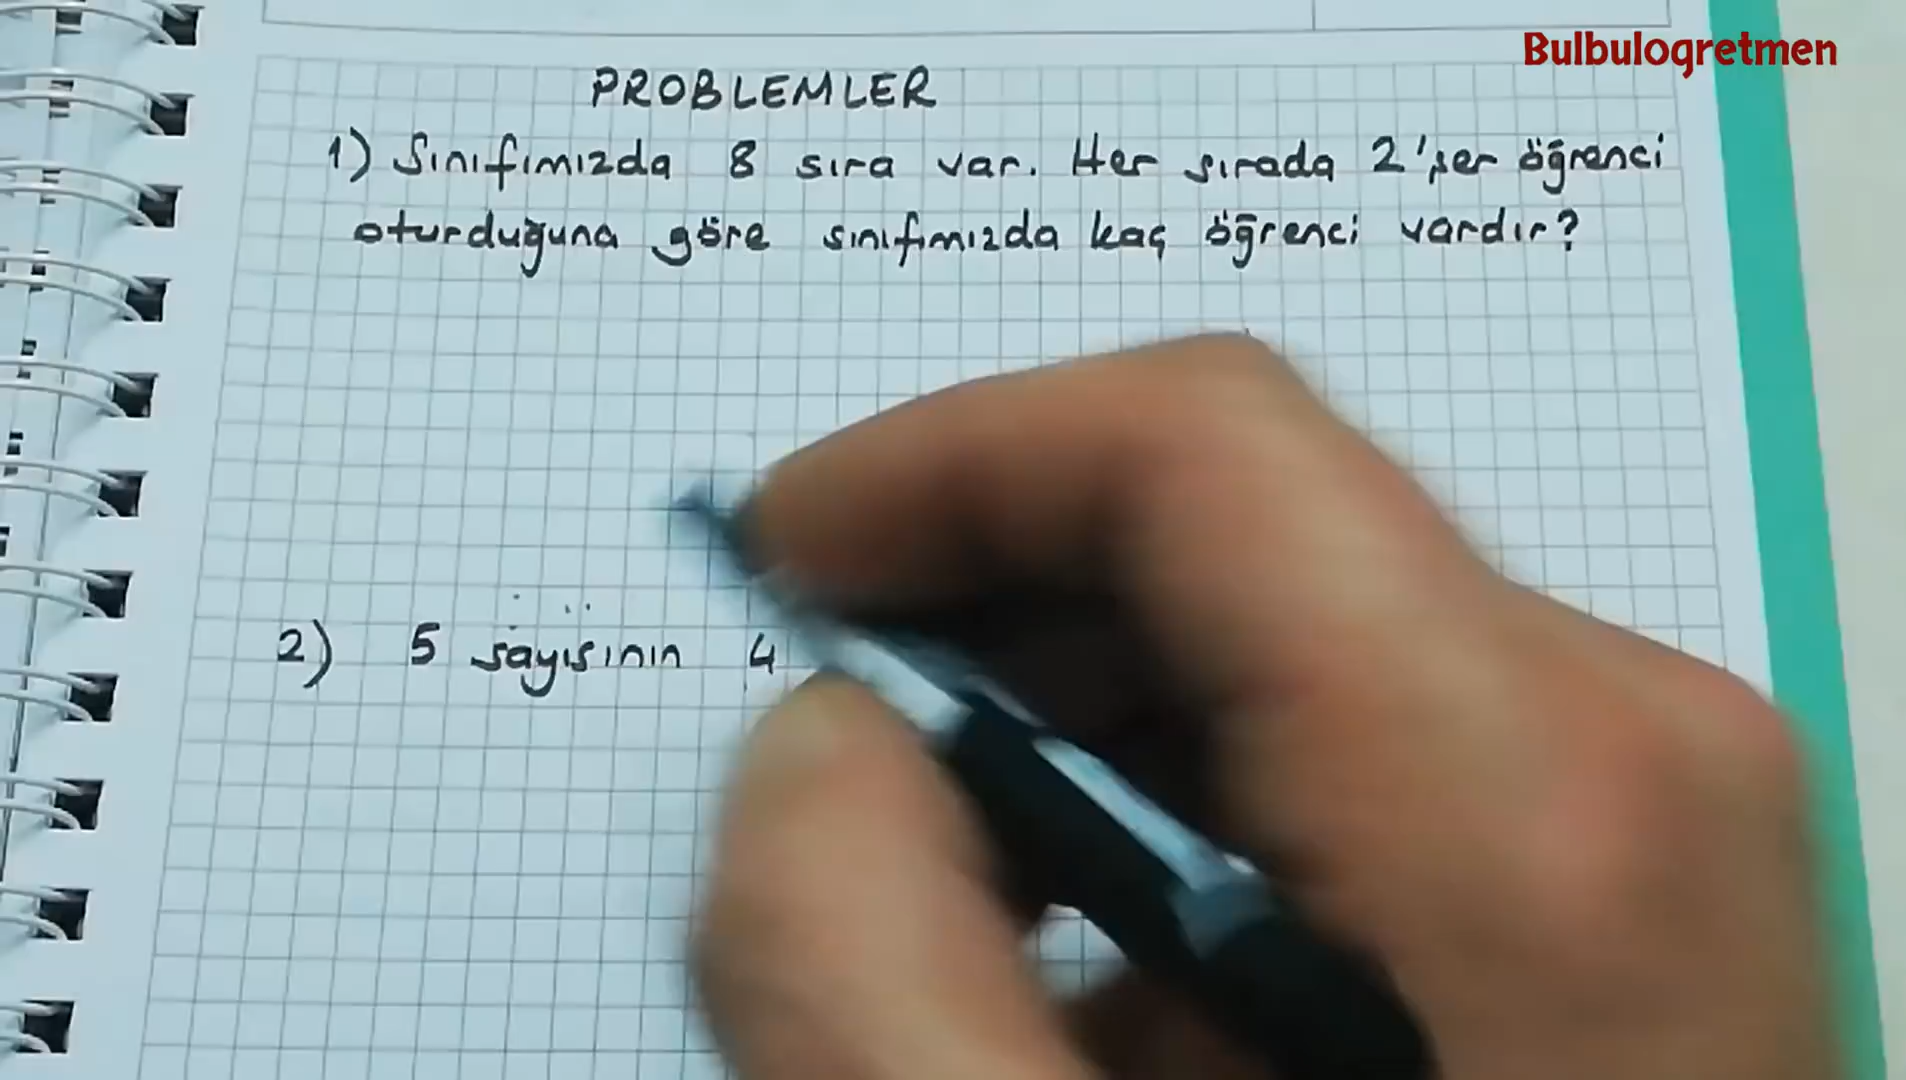 Bulbulogretmen
PROBLEMLER
1) Sınıfımızda 8 sıra var. Her sırada 2'şer öğrenci
oturduğuna göre sınıfımızda kaç öğrenci vardır?
2) 5 sayısının 4